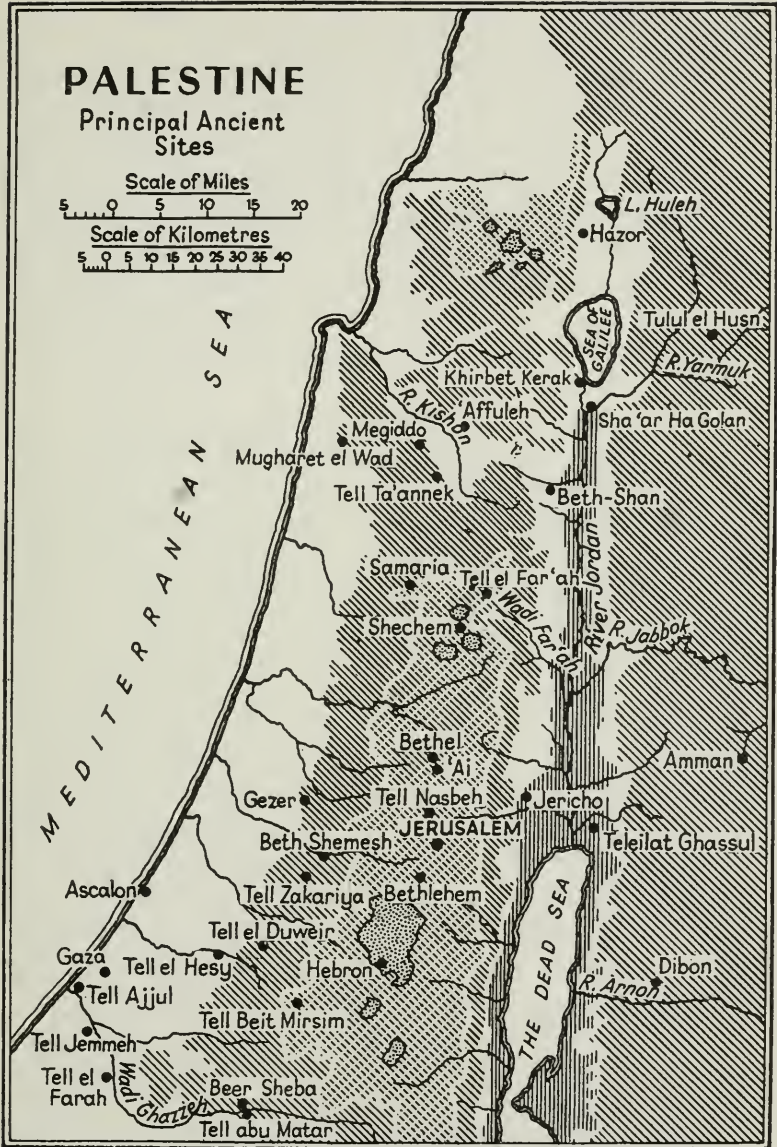 PALESTINE
Principal Ancient
Sites
Scale of Miles
5 0 5 11 15 20
Scale of Kilometres
5 0 5 10 15 20 25 35 40
L. Huleh
Hazor
SEA OF
GALILEE
Tulul el Husn
R. Yarmuk
Khirbet Kerak
R. Kishon
Affuleh
Sha'ar Ha Golan
Megiddo
Mugharet el Wad
Tell Ta'annek
Beth-Shan
MEDITERRANEAN SEA
River Jordan
Samaria
Tell el Far'ah
Wadi Far'ah
R. Jabbok
Shechem
Bethel
'Ai
Amman
Gezer
Tell Nasbeh
Jericho
JERUSALEM
Beth Shemesh
Teleilat Ghassul
Ascalon
Tell Zakariya
Bethlehem
Tell el Duweir
THE DEAD SEA
Gaza
Tell el Hesy
Hebron
Dibon
R. Arnon
Tell Ajjul
Tell Beit Mirsim
Tell Jemmeh
Tell el
Farah
Wadi Ghazzeh
Beer Sheba
Tell abu Matar